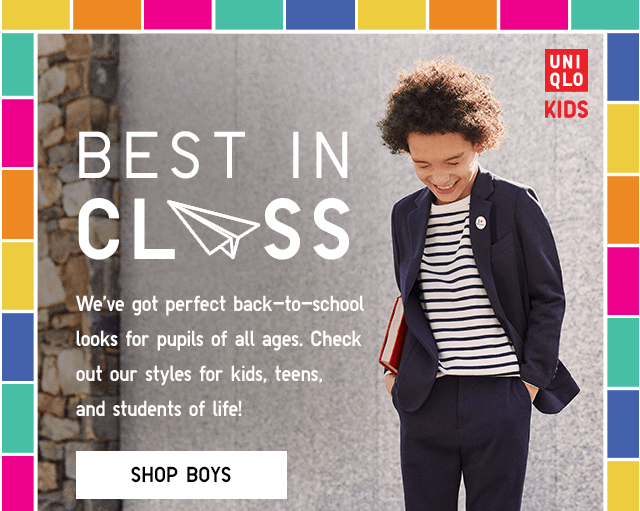 UNI
QLO
KIDS
BEST IN
CLASS
We've got perfect back-to-school
looks for pupils of all ages. Check
out our styles for kids, teens,
and students of life!
SHOP BOYS